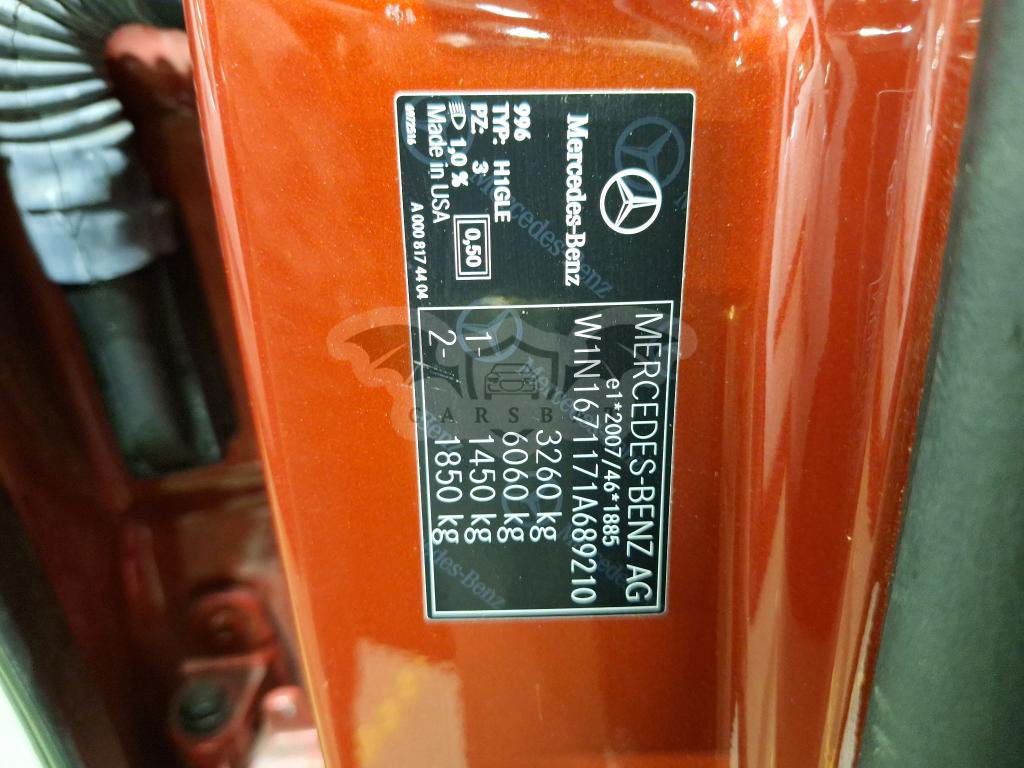 Mercedes-Benz
996
TYP: H1GLE
PZ: 3
1,0 %
0,50
Made in USA
A 000 817 44 04
MERCEDES-BENZ AG
e1*2007/46*1885
W1N1671171A689210
3260 kg
6060 kg
1- 1450 kg
2- 1850 kg
CARSBAT